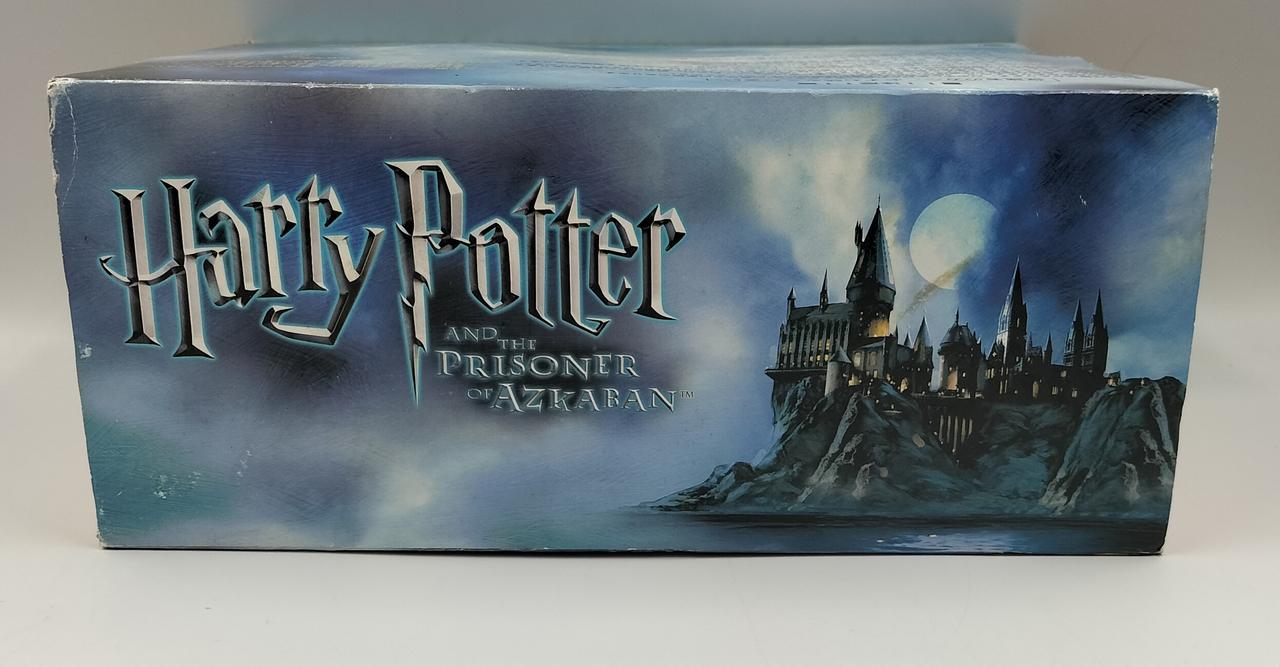 Harry Potter
AND THE
PRISONER
OF AZKABAN™